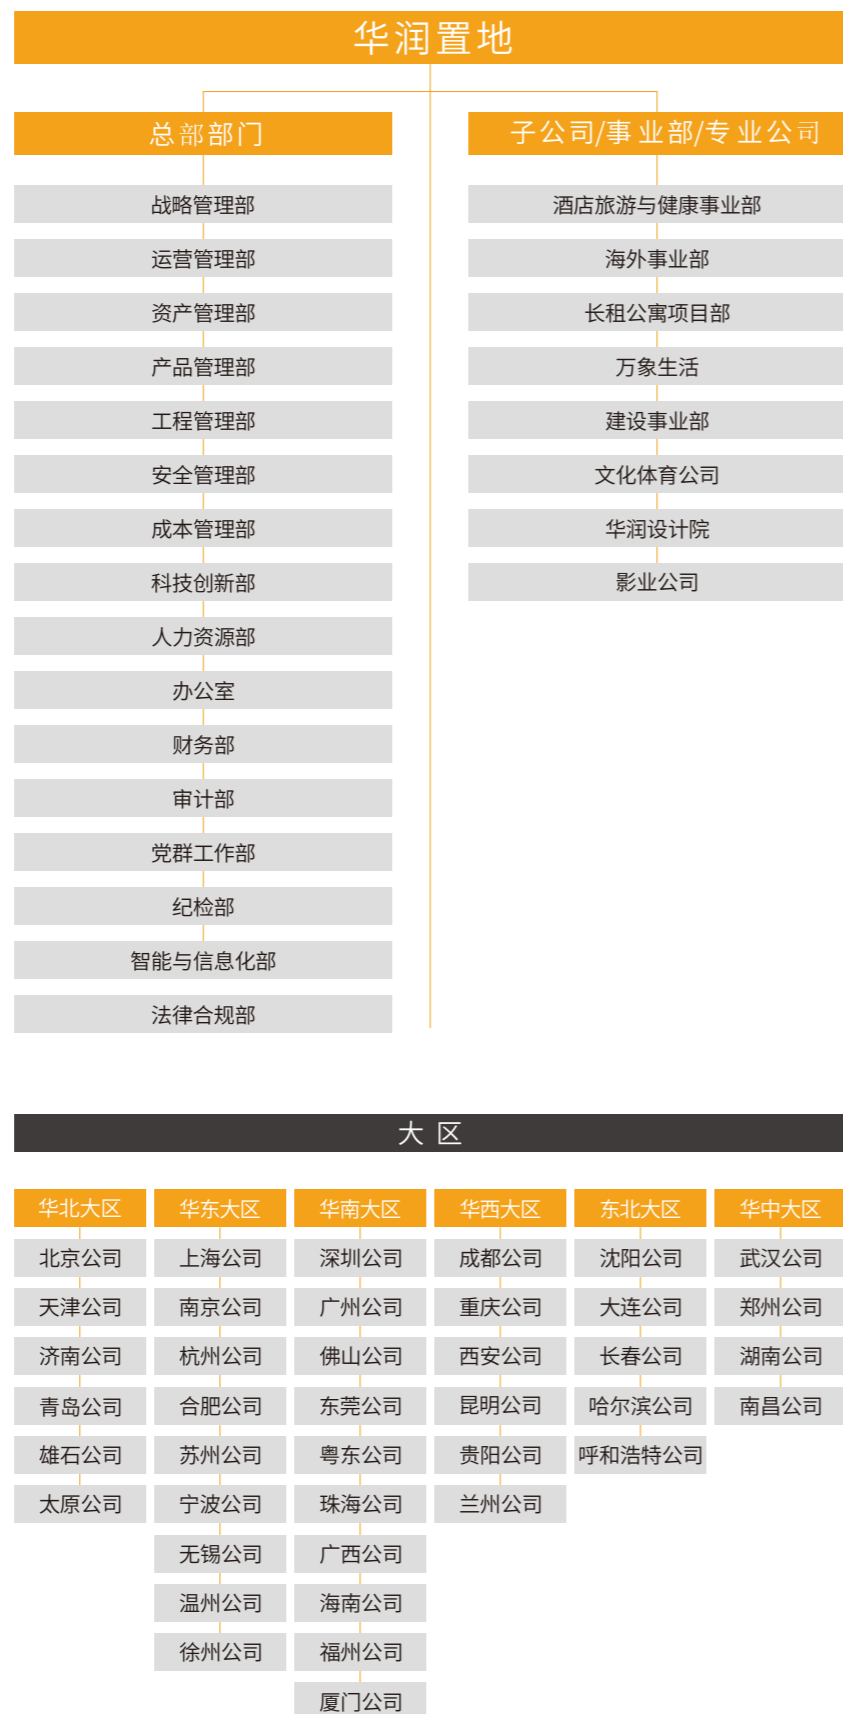 华润置地
总部部门
战略管理部
运营管理部
资产管理部
产品管理部
工程管理部
安全管理部
成本管理部
科技创新部
人力资源部
办公室
财务部
审计部
党群工作部
纪检部
智能与信息化部
法律合规部
子公司/事业部/专业公司
酒店旅游与健康事业部
海外事业部
长租公寓项目部
万象生活
建设事业部
文化体育公司
华润设计院
影业公司
大区
华北大区
北京公司
天津公司
济南公司
青岛公司
雄石公司
太原公司
华东大区
上海公司
南京公司
杭州公司
合肥公司
苏州公司
宁波公司
无锡公司
温州公司
徐州公司
华南大区
深圳公司
广州公司
佛山公司
东莞公司
粤东公司
珠海公司
广西公司
海南公司
福州公司
厦门公司
华西大区
成都公司
重庆公司
西安公司
昆明公司
贵阳公司
兰州公司
东北大区
沈阳公司
大连公司
长春公司
哈尔滨公司
呼和浩特公司
华中大区
武汉公司
郑州公司
湖南公司
南昌公司